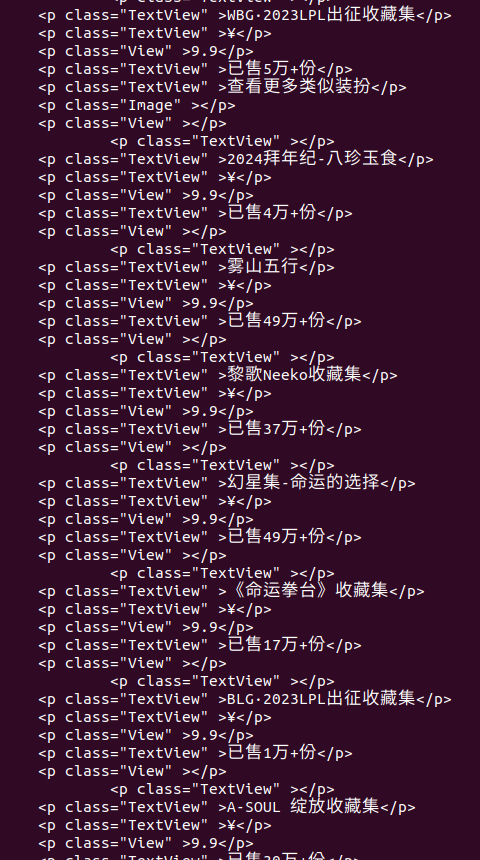 <p class="TextView" ></p>
<p class="TextView" >WBG·2023LPL出征收藏集</p>
<p class="TextView" >¥</p>
<p class="View" >9.9</p>
<p class="TextView" >已售5万+份</p>
<p class="TextView" >查看更多类似装扮</p>
<p class="Image" ></p>
<p class="View" ></p>
<p class="TextView" ></p>
<p class="TextView" >2024拜年纪-八珍玉食</p>
<p class="TextView" >¥</p>
<p class="View" >9.9</p>
<p class="TextView" >已售4万+份</p>
<p class="View" ></p>
<p class="TextView" ></p>
<p class="TextView" >雾山五行</p>
<p class="TextView" >¥</p>
<p class="View" >9.9</p>
<p class="TextView" >已售49万+份</p>
<p class="View" ></p>
<p class="TextView" ></p>
<p class="TextView" >黎歌Neeko收藏集</p>
<p class="TextView" >¥</p>
<p class="View" >9.9</p>
<p class="TextView" >已售37万+份</p>
<p class="View" ></p>
<p class="TextView" ></p>
<p class="TextView" >幻星集-命运的选择</p>
<p class="TextView" >¥</p>
<p class="View" >9.9</p>
<p class="TextView" >已售49万+份</p>
<p class="View" ></p>
<p class="TextView" ></p>
<p class="TextView" >《命运拳台》收藏集</p>
<p class="TextView" >¥</p>
<p class="View" >9.9</p>
<p class="TextView" >已售17万+份</p>
<p class="View" ></p>
<p class="TextView" ></p>
<p class="TextView" >BLG·2023LPL出征收藏集</p>
<p class="TextView" >¥</p>
<p class="View" >9.9</p>
<p class="TextView" >已售1万+份</p>
<p class="View" ></p>
<p class="TextView" ></p>
<p class="TextView" >A-SOUL 绽放收藏集</p>
<p class="TextView" >¥</p>
<p class="View" >9.9</p>
<p class="TextView" >已售30万+份</p>